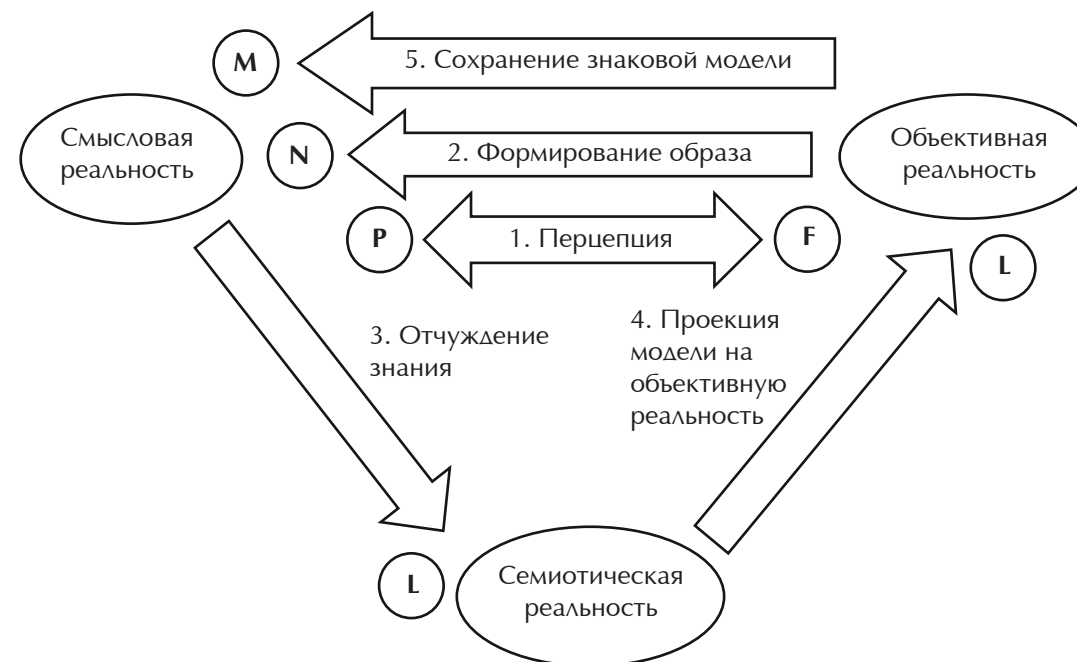 M
5. Сохранение знаковой модели
Смысловая
реальность
N
2. Формирование образа
Объективная
реальность
P
1. Перцепция
F
L
3. Отчуждение
знания
4. Проекция
модели на
объективную
реальность
L
Семиотическая
реальность